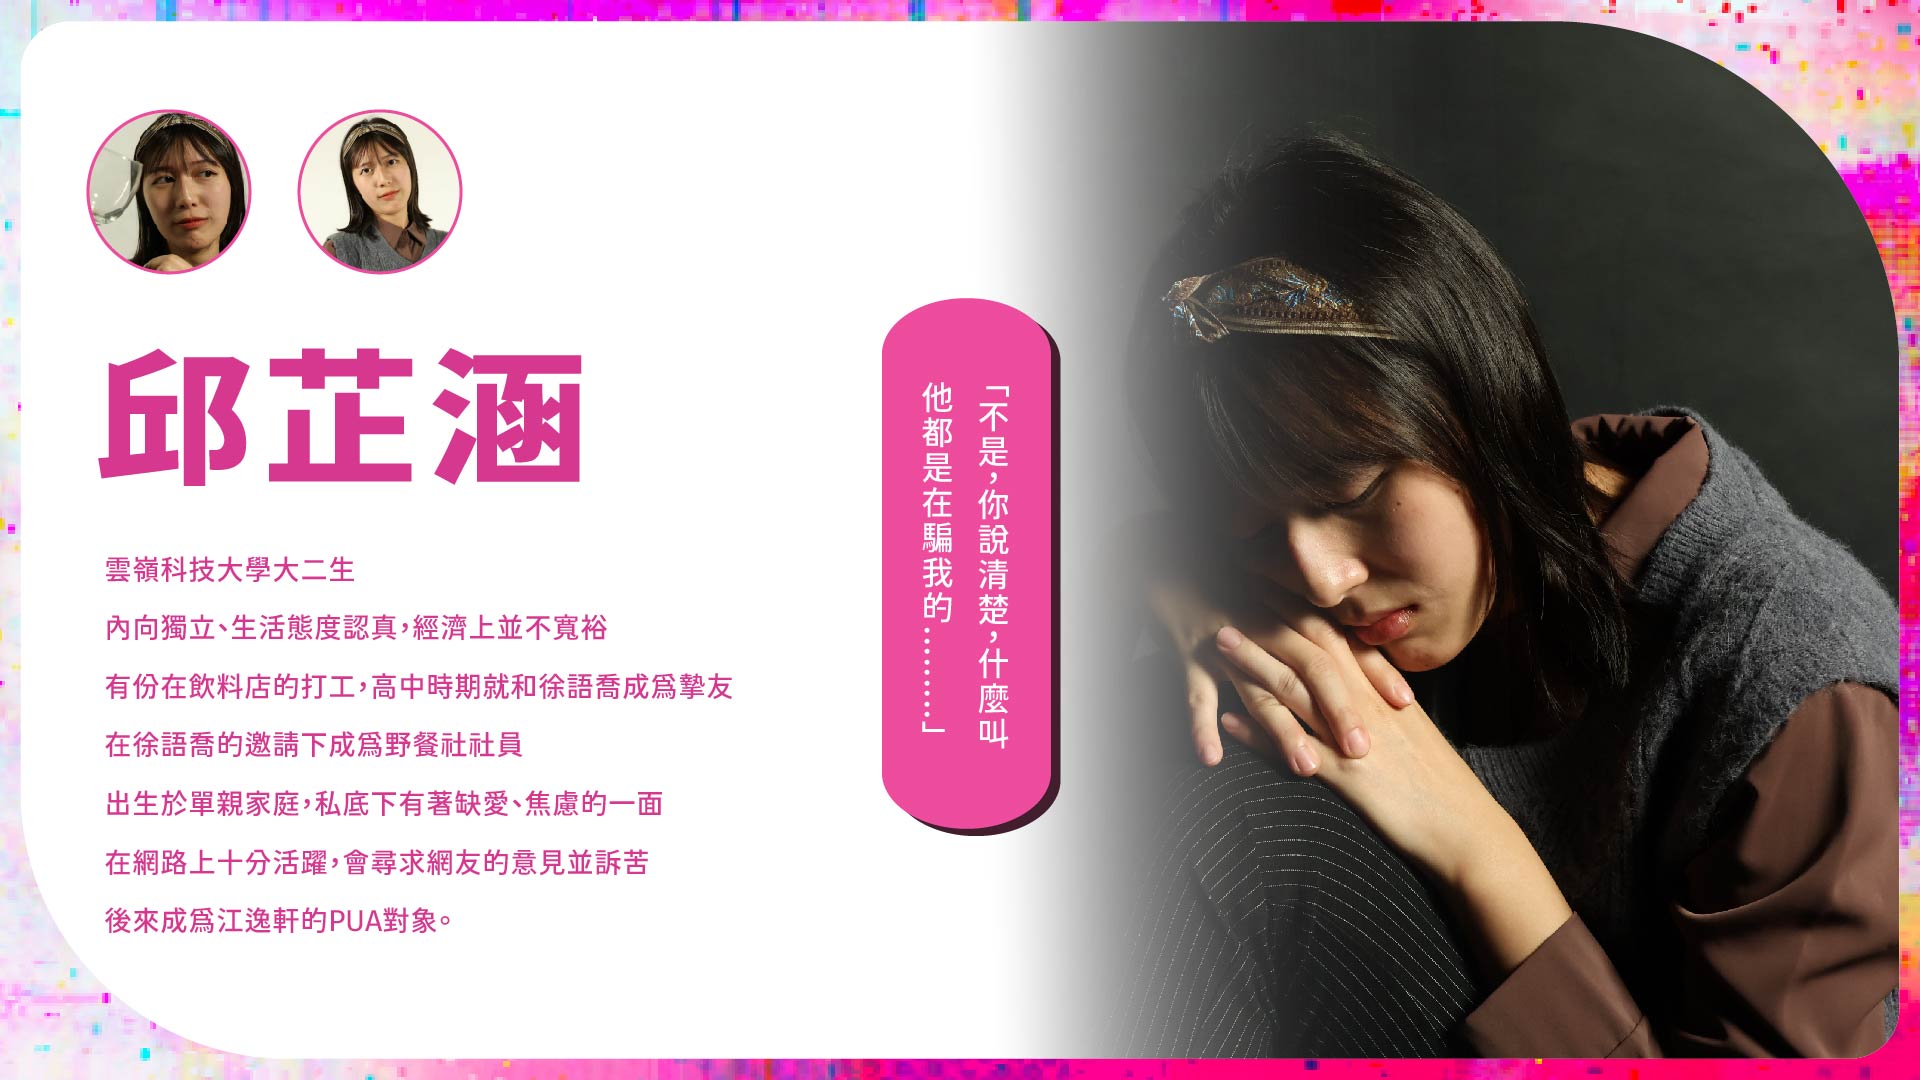 邱芷涵
雲嶺科技大學大二生
內向獨立、生活態度認真，經濟上並不寬裕
有份在飲料店的打工，高中時期就和徐語喬成爲摯友
在徐語喬的邀請下成爲野餐社社員
出生於單親家庭，私底下有著缺愛、焦慮的一面
在網路上十分活躍，會尋求網友的意見並訴苦
後來成爲江逸軒的PUA對象。
「不是，你說清楚，什麼叫
他都是在騙我的…………」